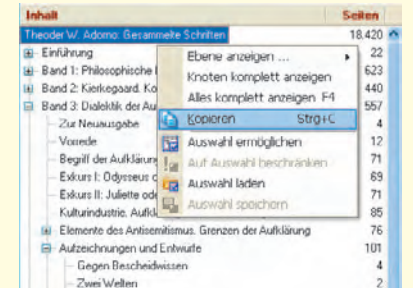 Inhalt Seiten
Theodor W. Adorno: Gesammelte Schriften 18.420
Einführung 22
Band 1: Philosophische 623
Band 2: Kierkegaard. Ko 440
Band 3: Dialektik der Au 557
Zur Neuausgabe 4
Vorrede 12
Begriff der Aufklärun 71
Exkurs I: Odysseus o 69
Exkurs II: Juliette ode 71
Kulturindustrie. Aufkl 85
Elemente des Antisemitismus. Grenzen der Aufklärung 76
Aufzeichnungen und Entwürfe 101
Gegen Bescheidwissen 4
Zwei Welten 2
Ebene anzeigen ...
Knoten komplett anzeigen
Alles komplett anzeigen F4
Kopieren Strg+C
Auswahl ermöglichen
Auf Auswahl beschränken
Auswahl laden
Auswahl speichern